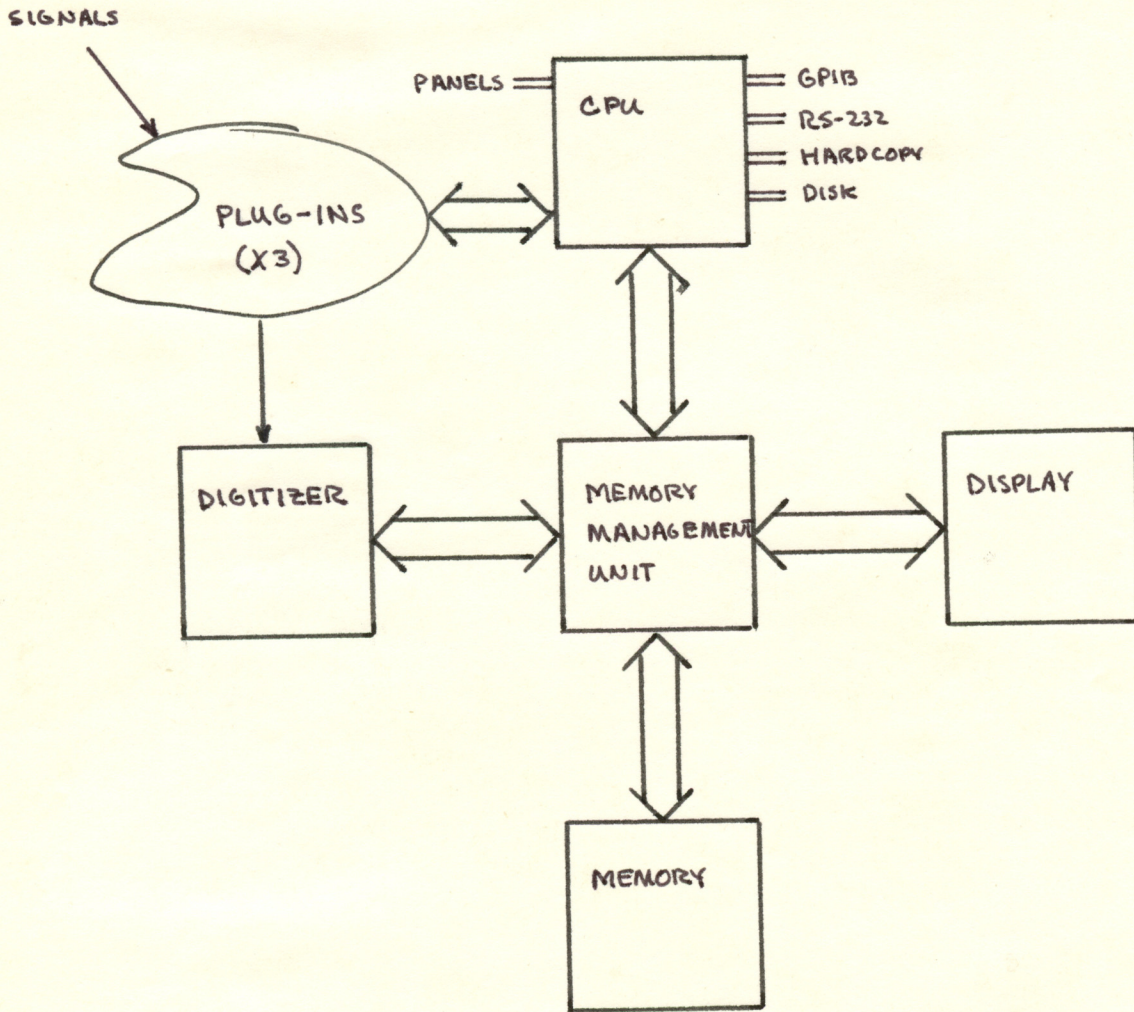 SIGNALS
PANELS
CPU
GPIB
RS-232
HARDCOPY
DISK
PLUG-INS
(X3)
DIGITIZER
MEMORY
MANAGEMENT
UNIT
DISPLAY
MEMORY